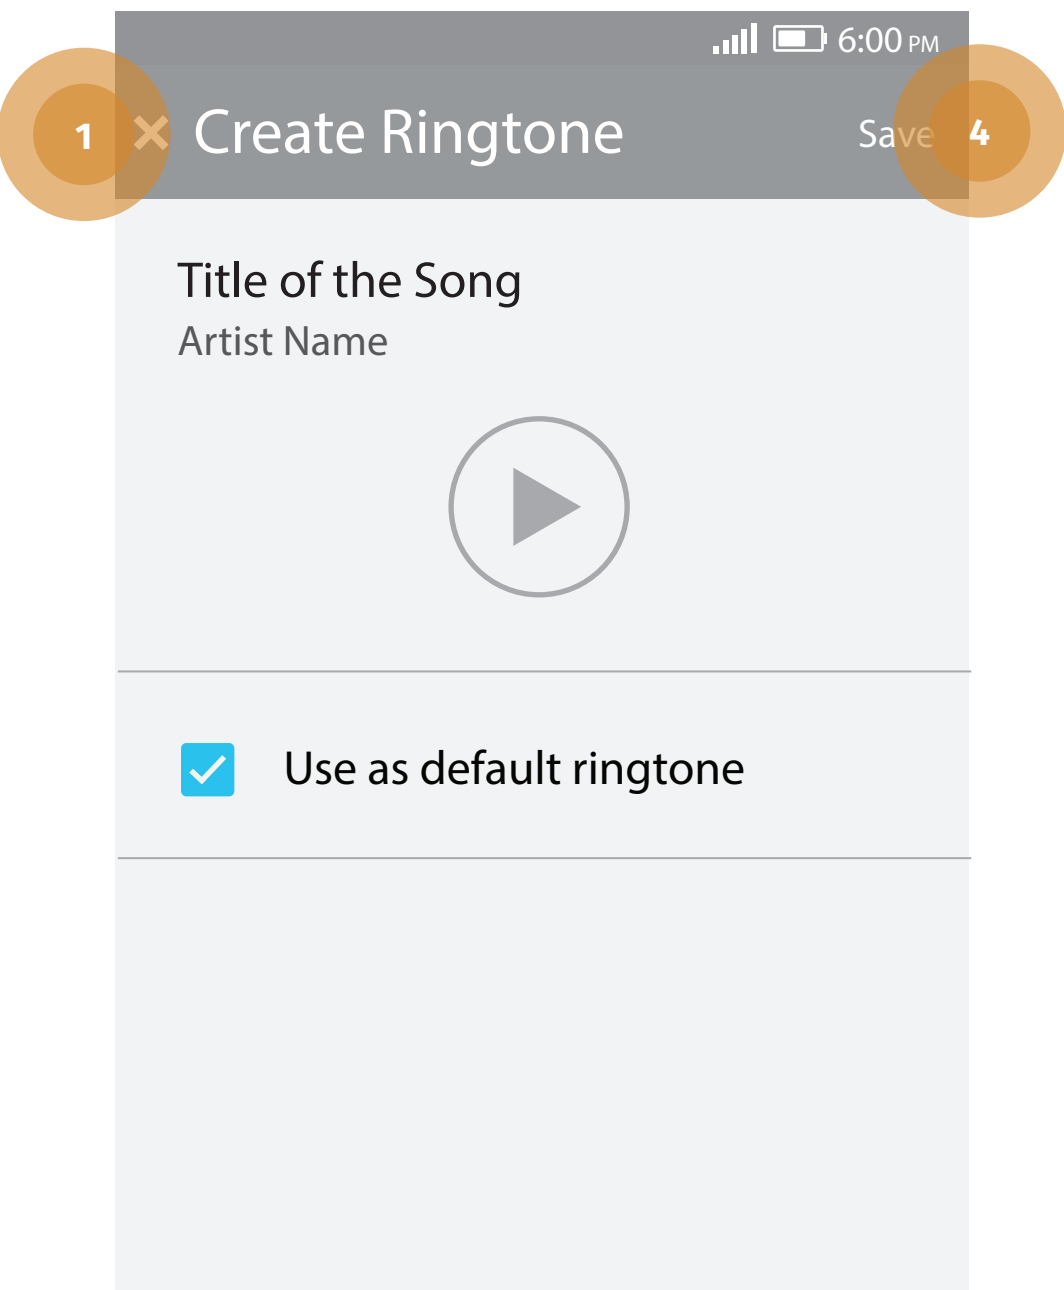 6:00 PM
1
Create Ringtone
Save
4
Title of the Song
Artist Name
Use as default ringtone